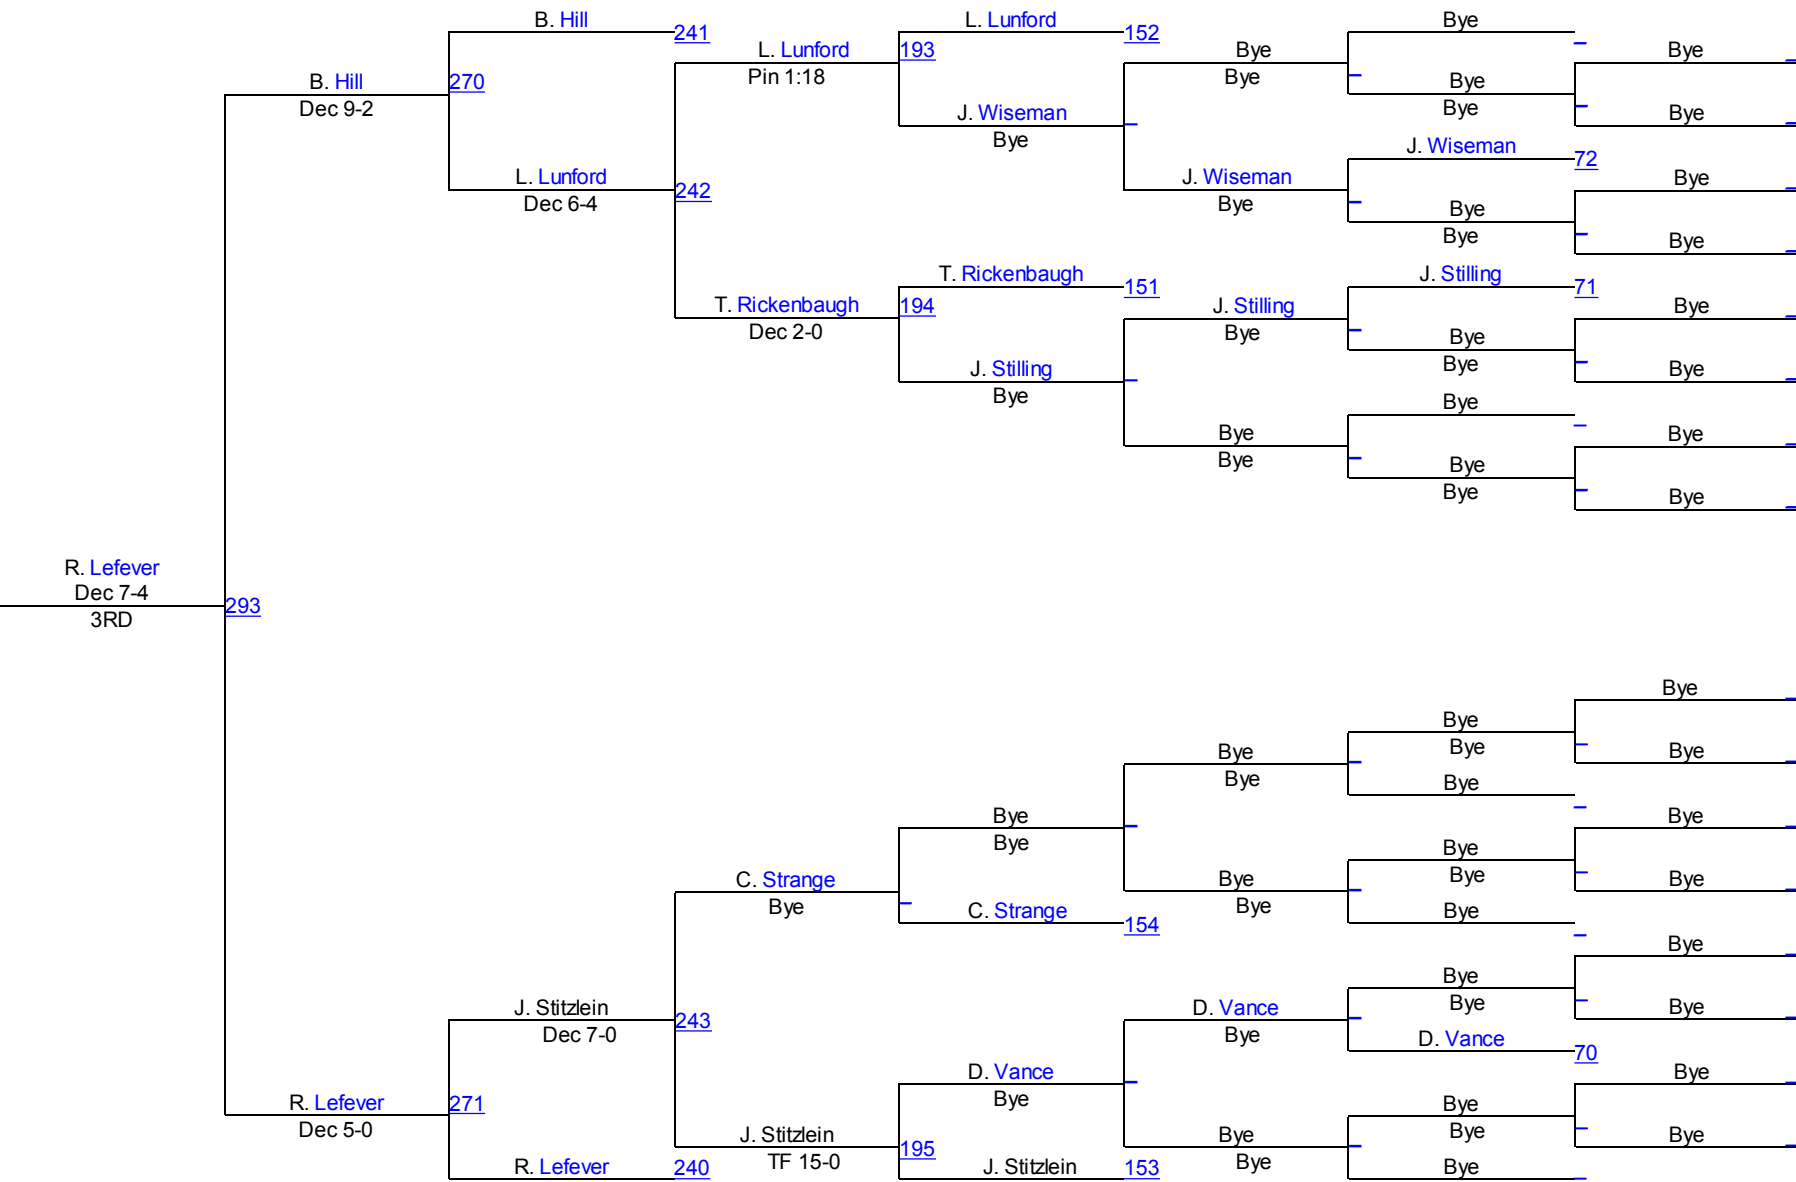 B. Hill
241
L. Lunford
152
Bye
L. Lunford
193
Bye
Bye
Pin 1:18
Bye
B. Hill
270
Bye
Dec 9-2
Bye
J. Wiseman
Bye
Bye
J. Wiseman
72
L. Lunford
242
J. Wiseman
Bye
Dec 6-4
Bye
Bye
Bye
Bye
T. Rickenbaugh
151
J. Stilling
71
T. Rickenbaugh
194
J. Stilling
Bye
Dec 2-0
Bye
Bye
Bye
J. Stilling
Bye
Bye
Bye
Bye
Bye
Bye
Bye
Bye
Bye
Bye
R. Lefever
Dec 7-4
293
3RD
Bye
Bye
Bye
Bye
Bye
Bye
Bye
Bye
Bye
Bye
Bye
Bye
C. Strange
Bye
Bye
Bye
Bye
Bye
C. Strange
154
Bye
Bye
Bye
J. Stitzlein
243
D. Vance
Bye
Bye
Dec 7-0
Bye
D. Vance
70
D. Vance
Bye
Bye
R. Lefever
271
Bye
Dec 5-0
Bye
J. Stitzlein
195
Bye
Bye
TF 15-0
Bye
R. Lefever
240
J. Stitzlein
153
Bye